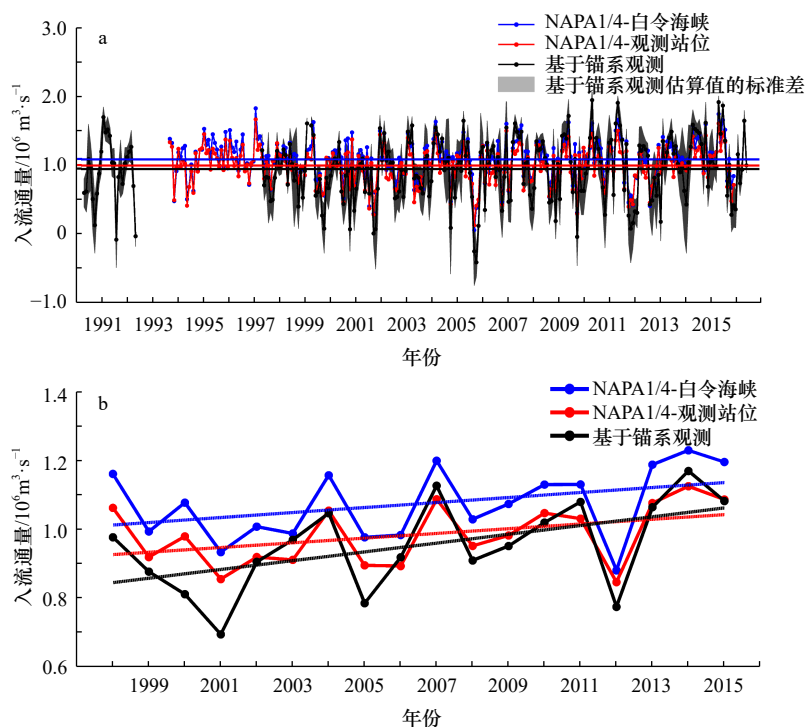 a
NAPA1/4-白令海峡
NAPA1/4-观测站位
基于锚系观测
基于锚系观测估算值的标准差
入流通量/10⁶ m³·s⁻¹
3.0
2.0
1.0
0
−1.0
1991 1993 1995 1997 1999 2001 2003 2005 2007 2009 2011 2013 2015
年份
b
NAPA1/4-白令海峡
NAPA1/4-观测站位
基于锚系观测
入流通量/10⁶m³·s⁻¹
1.4
1.2
1.0
0.8
0.6
1999 2001 2003 2005 2007 2009 2011 2013 2015
年份